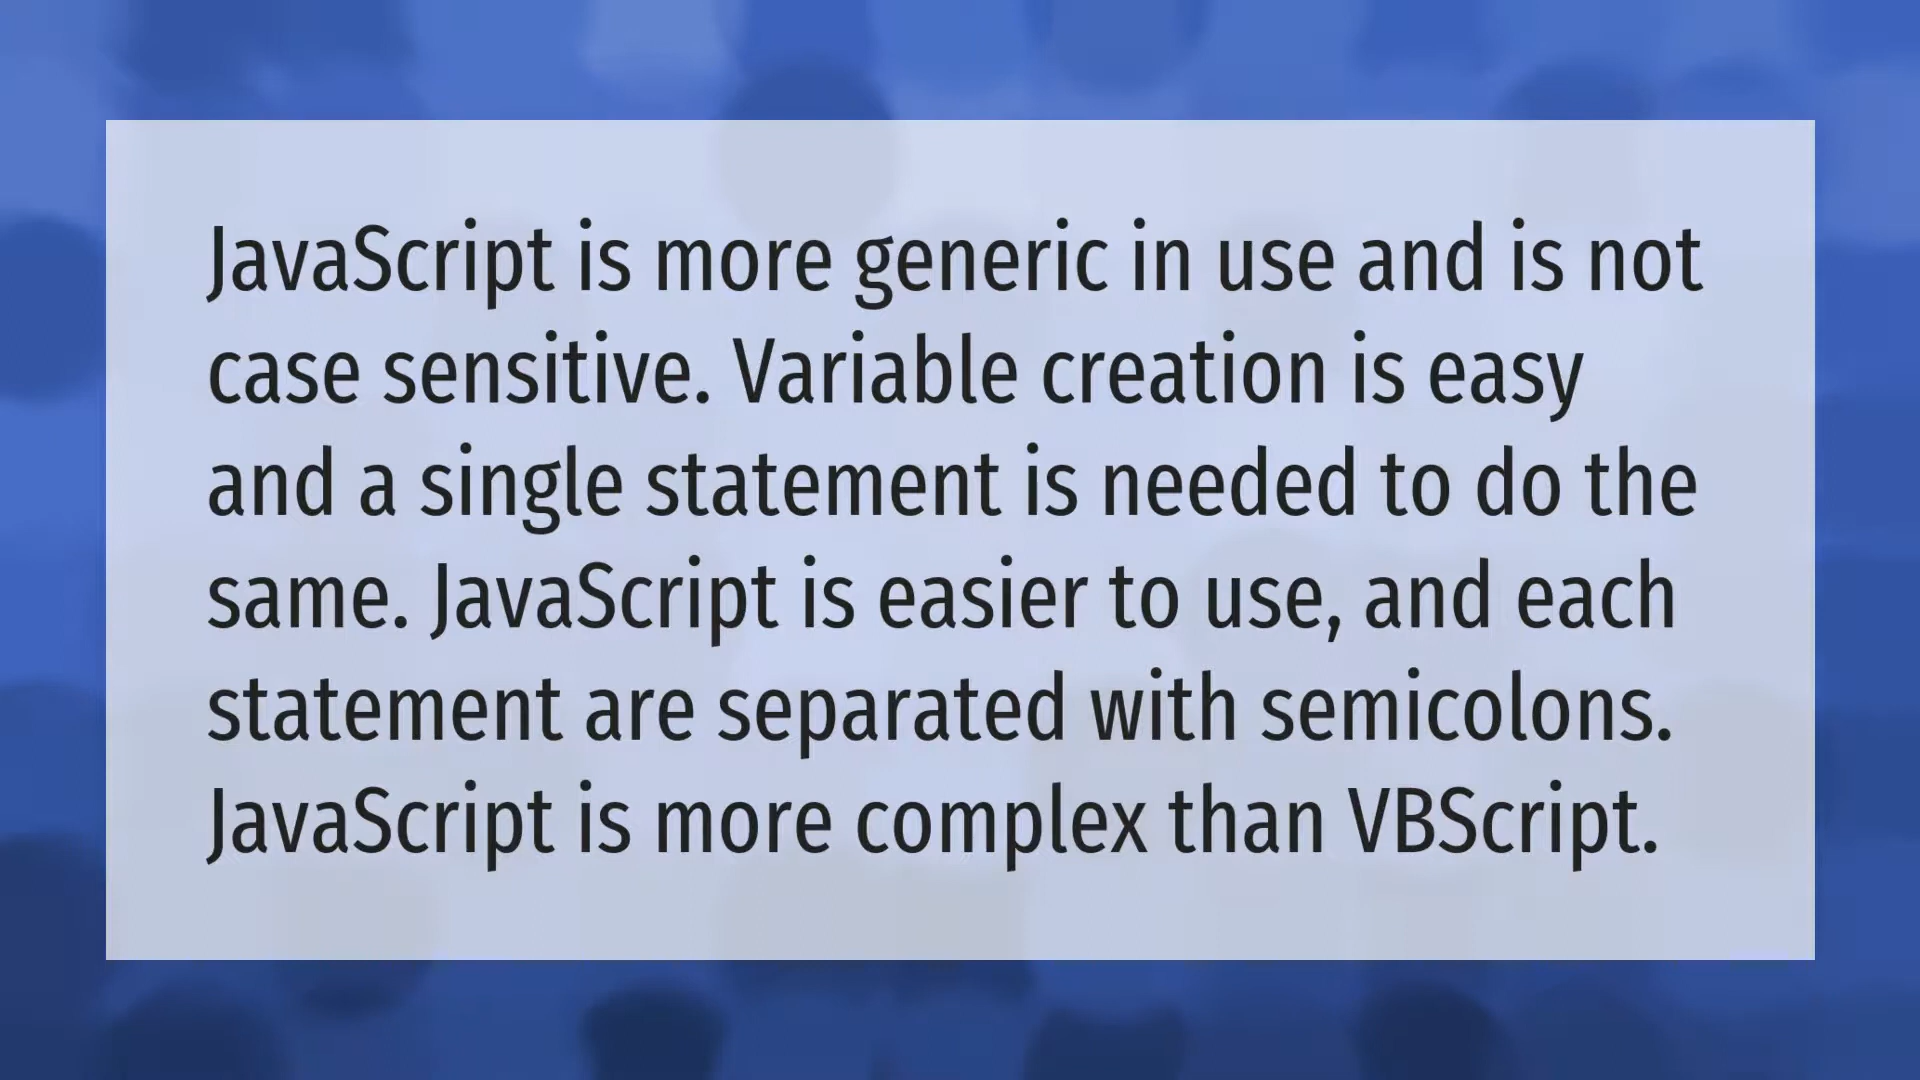 JavaScript is more generic in use and is not
case sensitive. Variable creation is easy
and a single statement is needed to do the
same. JavaScript is easier to use, and each
statement are separated with semicolons.
JavaScript is more complex than VBScript.